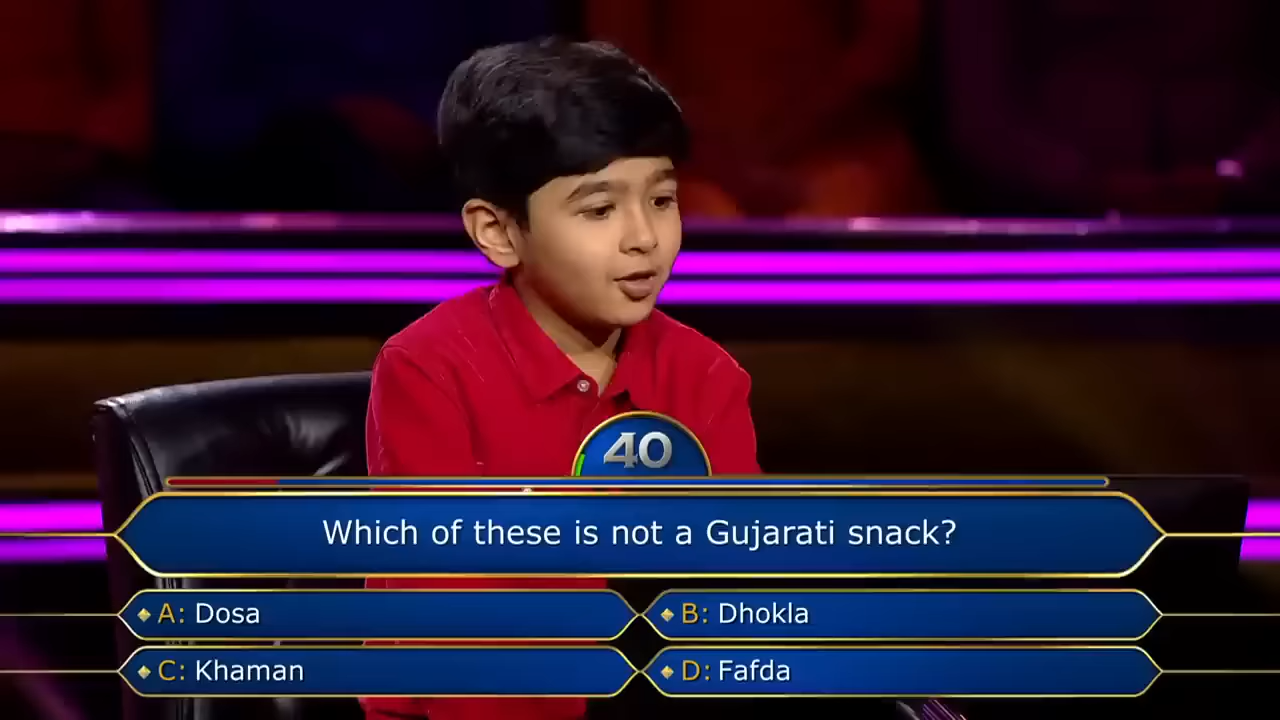 40
Which of these is not a Gujarati snack?
A: Dosa
B: Dhokla
C: Khaman
D: Fafda